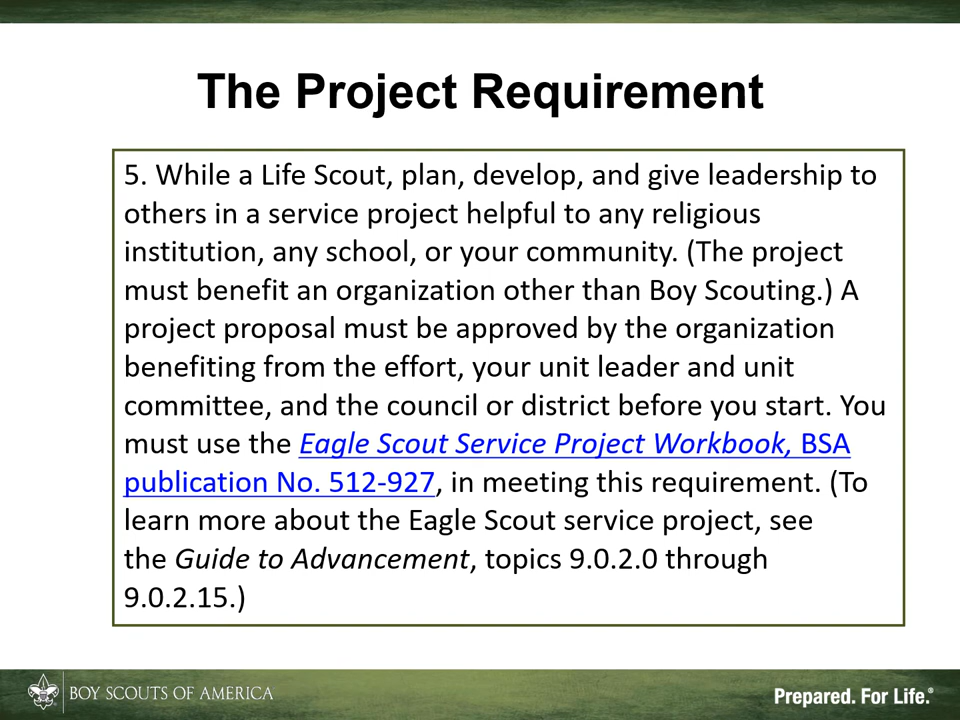 The Project Requirement
5. While a Life Scout, plan, develop, and give leadership to
others in a service project helpful to any religious
institution, any school, or your community. (The project
must benefit an organization other than Boy Scouting.) A
project proposal must be approved by the organization
benefiting from the effort, your unit leader and unit
committee, and the council or district before you start. You
must use the Eagle Scout Service Project Workbook, BSA
publication No. 512-927, in meeting this requirement. (To
learn more about the Eagle Scout service project, see
the Guide to Advancement, topics 9.0.2.0 through
9.0.2.15.)
BOY SCOUTS OF AMERICA
Prepared. For Life.®